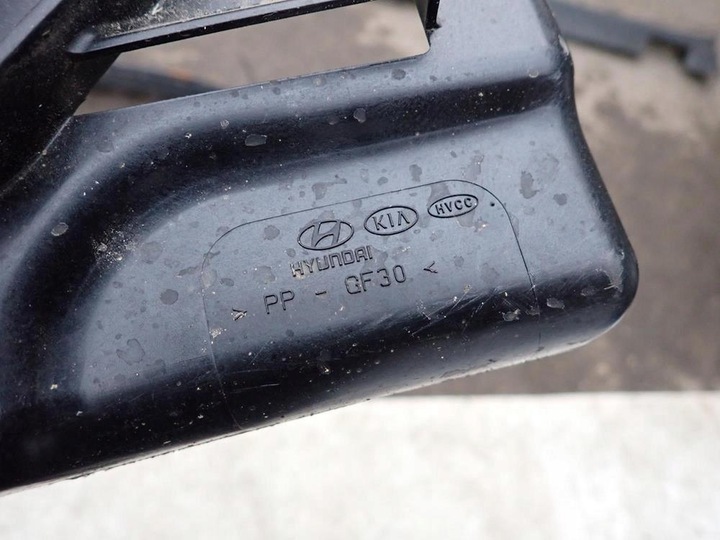 KIA HVCC
HYUNDAI
> PP - GF30 <